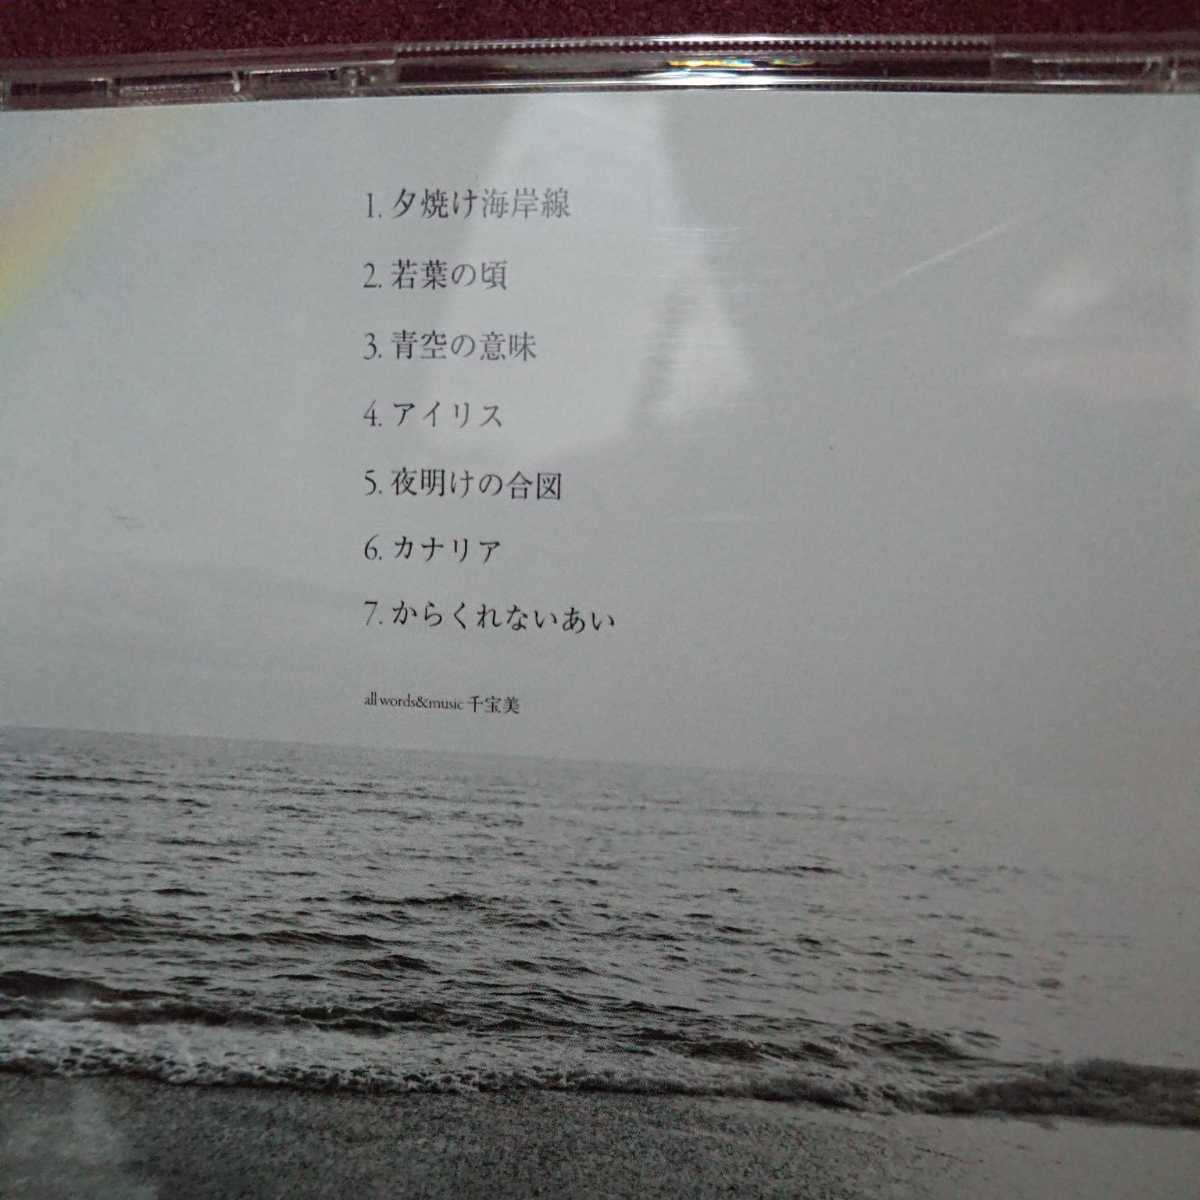 1. 夕焼け海岸線
2. 若葉の頃
3. 青空の意味
4. アイリス
5. 夜明けの合図
6. カナリア
7. からくれないあい
all words&music 千宝美